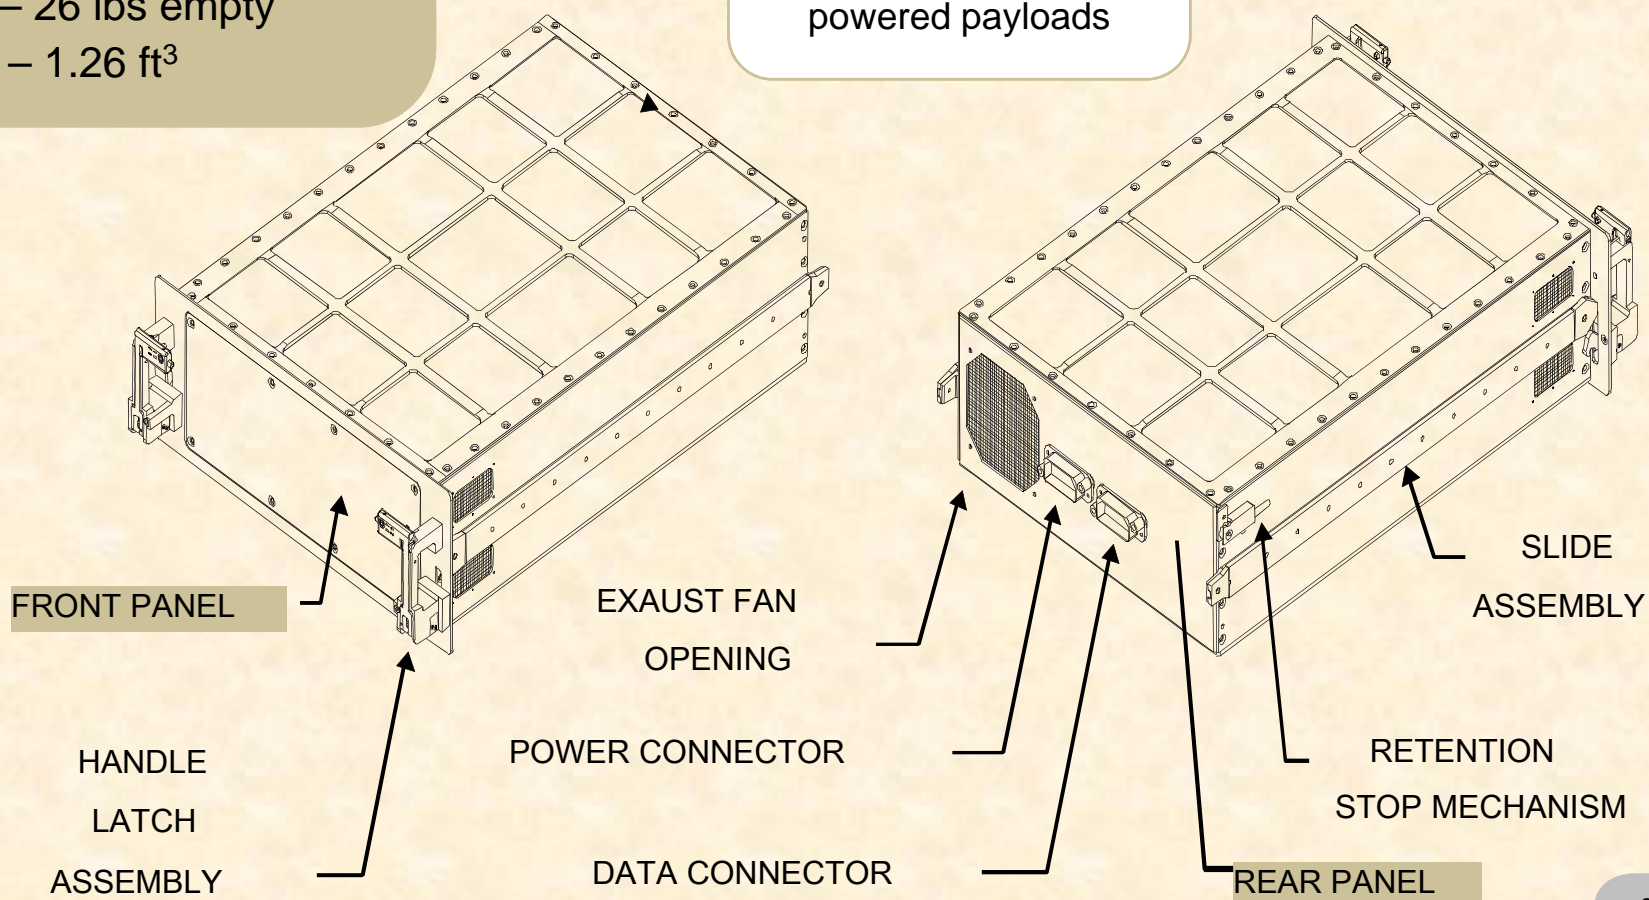 – 26 lbs empty
– 1.26 ft³
powered payloads
FRONT PANEL
EXAUST FAN
OPENING
SLIDE
ASSEMBLY
HANDLE
LATCH
ASSEMBLY
POWER CONNECTOR
RETENTION
STOP MECHANISM
DATA CONNECTOR
REAR PANEL